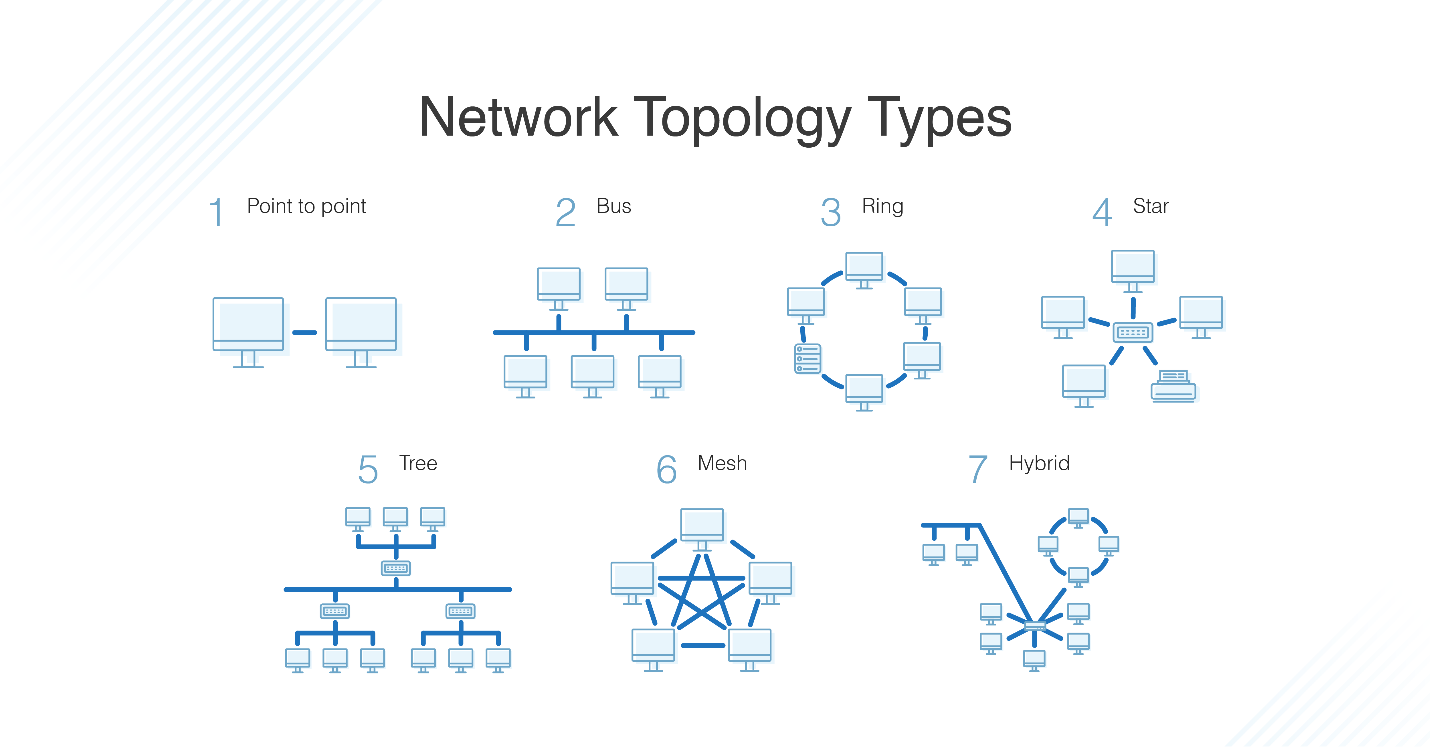 Network Topology Types
1 Point to point
2 Bus
3 Ring
4 Star
5 Tree
6 Mesh
7 Hybrid